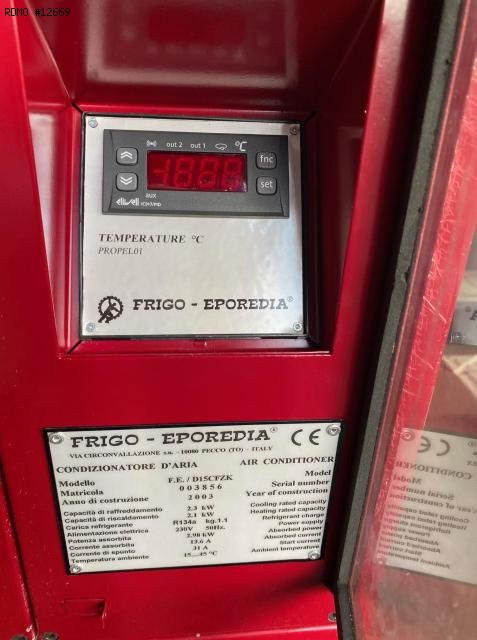 RDMO #12669
out 2 out 1 °C
fnc
set
AUX
eliwell
TEMPERATURE °C
PROPEL01
FRIGO - EPOREDIA®
FRIGO - EPOREDIA® CE
VIA CIRCONVALLAZIONE s.n. - 10080 PECCO (TO) - ITALY
CONDIZIONATORE D'ARIA AIR CONDITIONER
Modello F.E. / D15CFZK Model
Matricola 003856 Serial number
Anno di costruzione 2003 Year of construction
Capacità di raffreddamento 2.3 kW Cooling rated capacity
Capacità di riscaldamento 2.1 kW Heating rated capacity
Carica refrigerante R134a kg.1.1 Refrigerant charge
Alimentazione elettrica 230V 50Hz. Power supply
Potenza assorbita 2.98 kW Absorbed power
Corrente assorbita 13.6 A Absorbed current
Corrente di spunto 31 A Start current
Temperatura ambiente 15....45 °C Ambient temperature